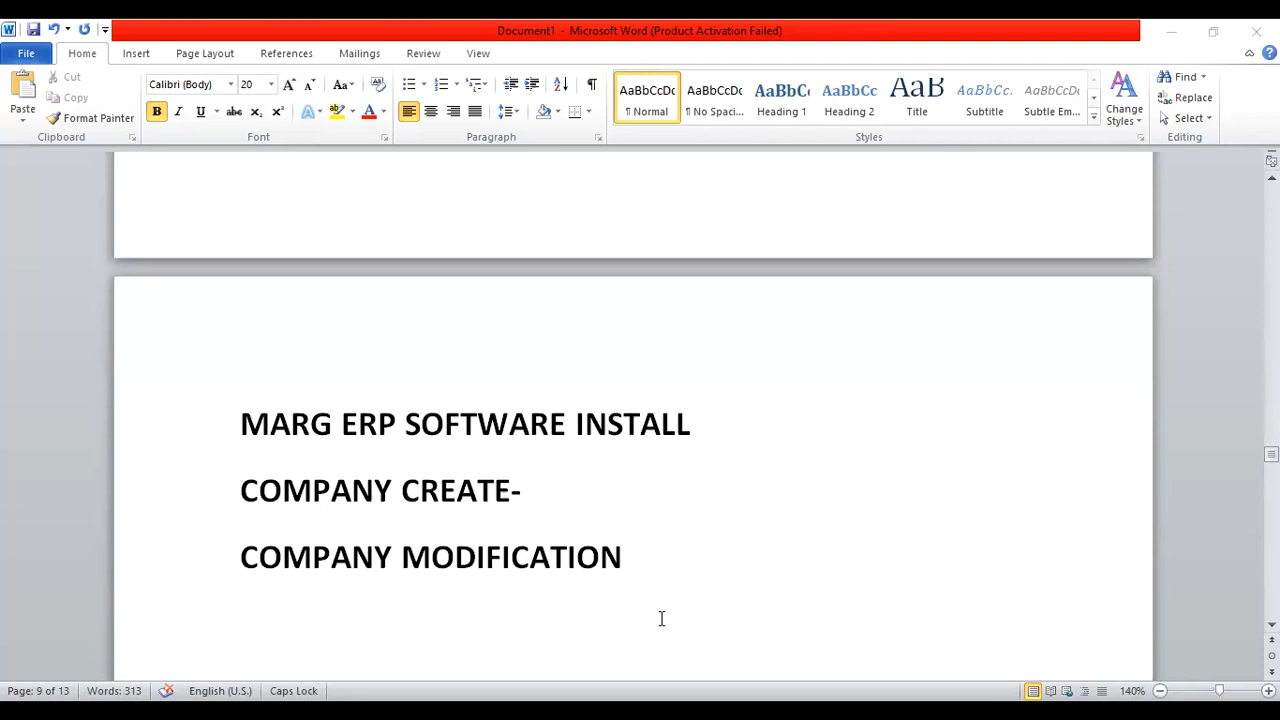 Document1 - Microsoft Word (Product Activation Failed)
File Home Insert Page Layout References Mailings Review View
Paste
Cut
Copy
Format Painter
Clipboard
Calibri (Body) 20
Font
Paragraph
AaBbCcDc AaBbCcDc AaBbC AaBbCc AaB AaBbCcL AaBbCcDc
¶ Normal ¶ No Spaci... Heading 1 Heading 2 Title Subtitle Subtle Em...
Styles
Change
Styles
Find
Replace
Select
Editing
MARG ERP SOFTWARE INSTALL
COMPANY CREATE-
COMPANY MODIFICATION
Page: 9 of 13 Words: 313 English (U.S.) Caps Lock 140%